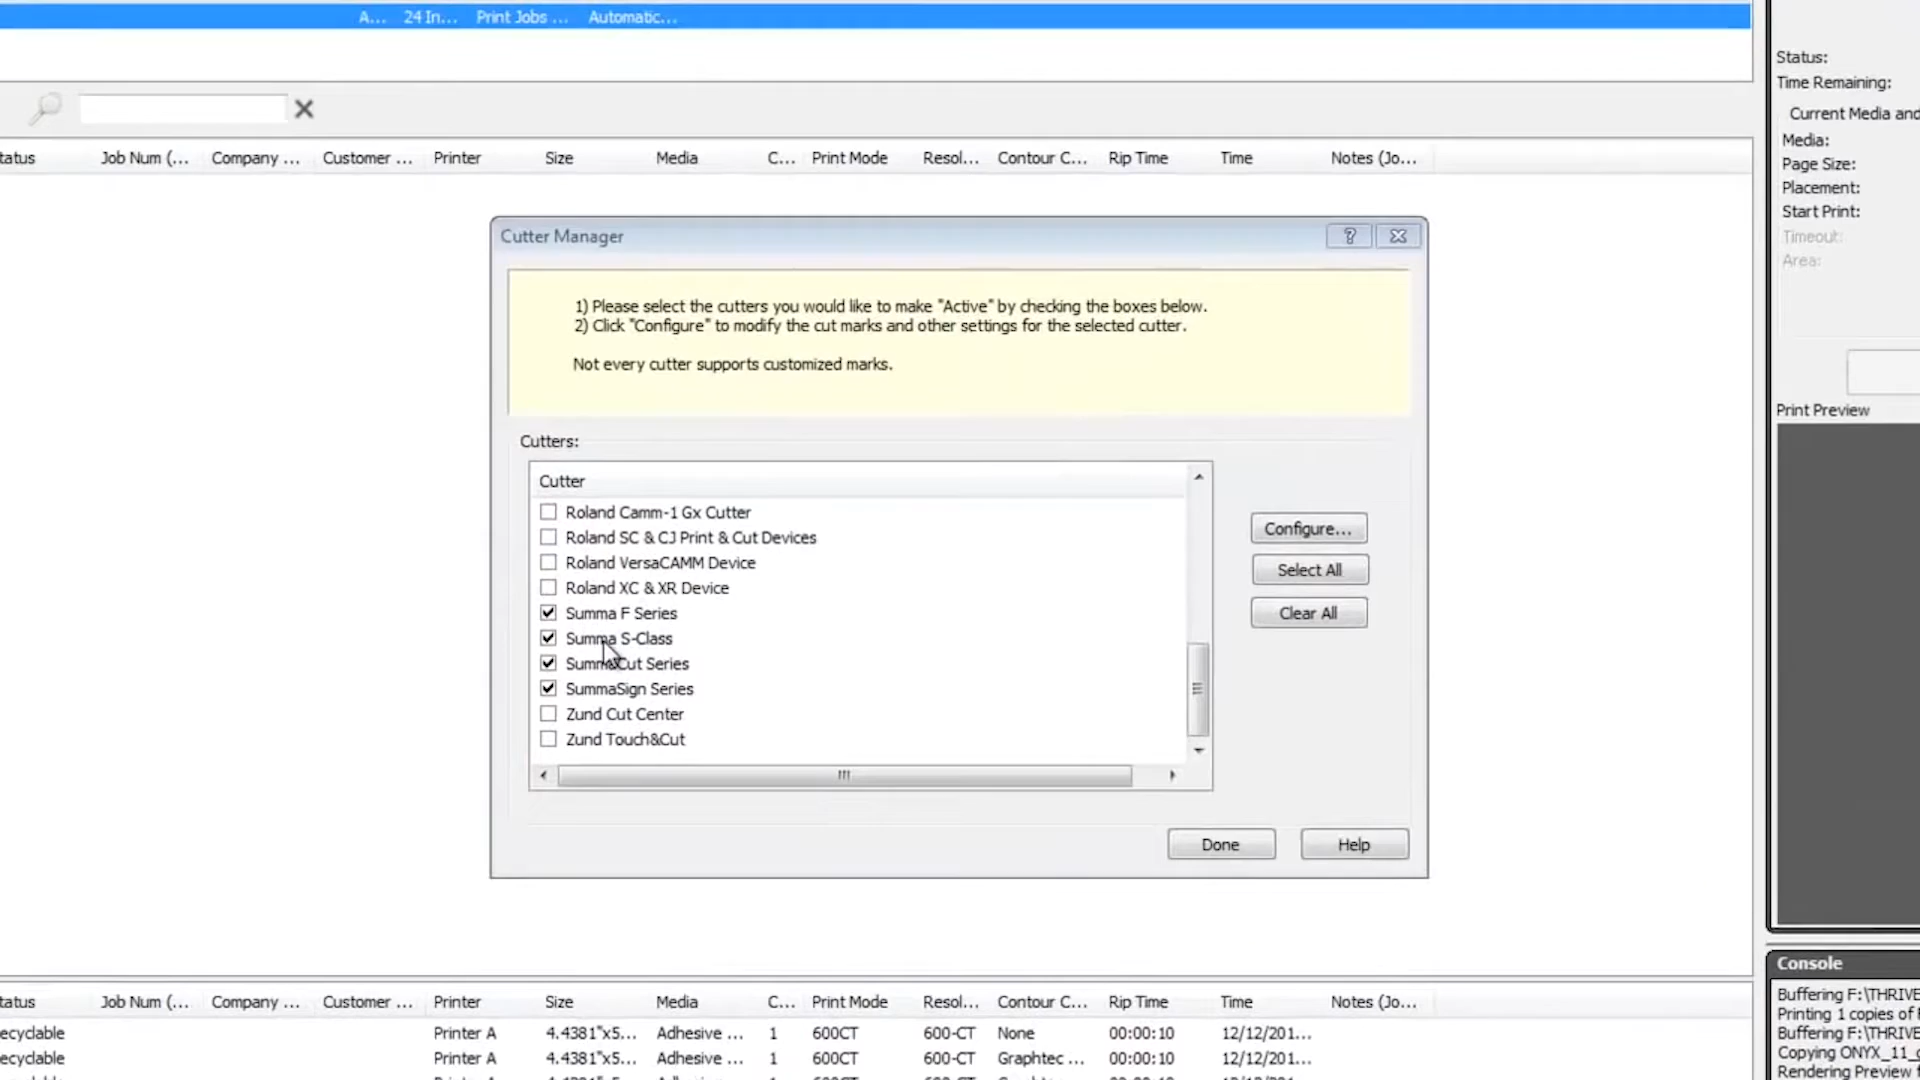 A... 24 In... Print Jobs ... Automatic...
Status:
Time Remaining:
Current Media and
Media:
Page Size:
Placement:
Start Print:
Timeout:
Area:
tatus Job Num (... Company ... Customer ... Printer Size Media C... Print Mode Resol... Contour C... Rip Time Time Notes (Jo...
Cutter Manager
1) Please select the cutters you would like to make "Active" by checking the boxes below.
2) Click "Configure" to modify the cut marks and other settings for the selected cutter.
Not every cutter supports customized marks.
Cutters:
Cutter
Roland Camm-1 Gx Cutter
Roland SC & CJ Print & Cut Devices
Roland VersaCAMM Device
Roland XC & XR Device
Summa F Series
Summa S-Class
SummaCut Series
SummaSign Series
Zund Cut Center
Zund Touch&Cut
Configure...
Select All
Clear All
Done
Help
Print Preview
tatus Job Num (... Company ... Customer ... Printer Size Media C... Print Mode Resol... Contour C... Rip Time Time Notes (Jo...
ecyclable Printer A 4.4381"x5... Adhesive ... 1 600CT 600-CT None 00:00:10 12/12/201...
ecyclable Printer A 4.4381"x5... Adhesive ... 1 600CT 600-CT Graphtec ... 00:00:10 12/12/201...
Console
Buffering F:\THRIVE
Printing 1 copies of
Buffering F:\THRIVE
Copying ONYX_11_
Rendering Preview